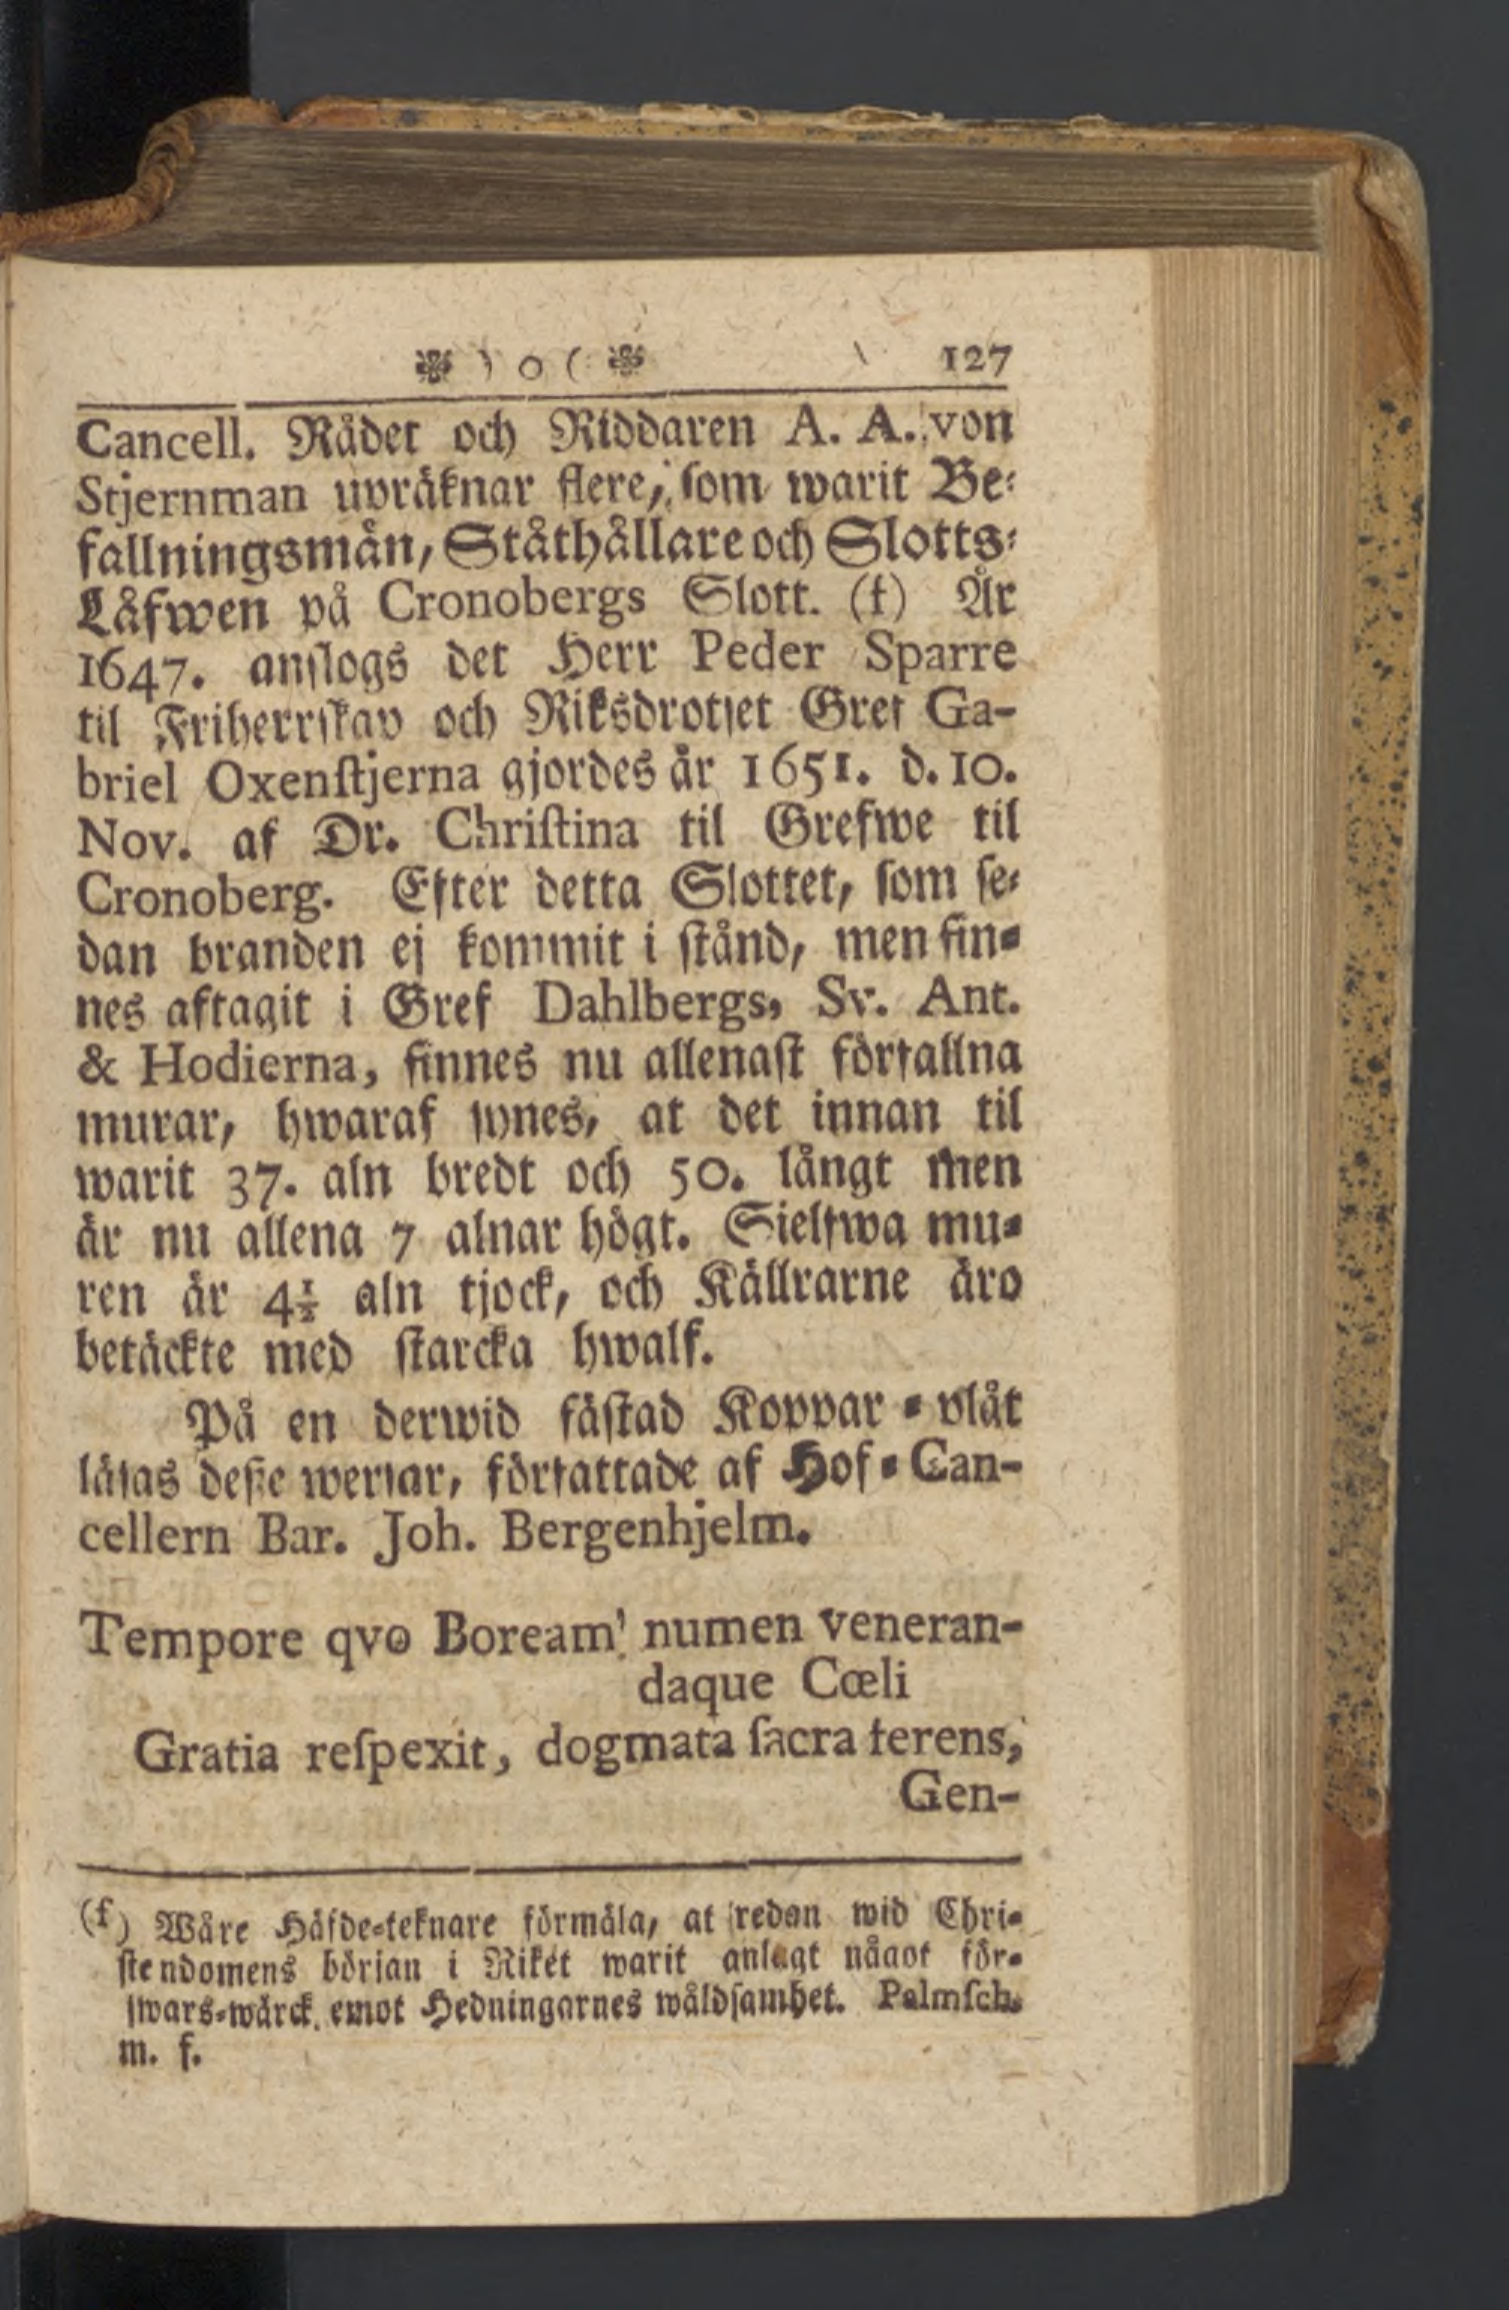 ❃ ) o ( ❃ 127
Cancell. Rådet och Riddaren A. A. von
Stjernman upräknar flere, som warit Be⸗
fallningsmän, Ståthållare och Slotts⸗
Låfwen på Cronobergs Slott. (f) År
1647. anslogs det Herr Peder Sparre
til Friherrskap och Riksdrotset Gref Ga-
briel Oxenstjerna gjordes år 1651. d. 10.
Nov. af Dr. Christina til Grefwe til
Cronoberg. Efter detta Slottet, som se⸗
dan branden ej kommit i stånd, men fin⸗
nes aftagit i Gref Dahlbergs, Sv. Ant.
& Hodierna, finnes nu allenast förfallna
murar, hwaraf synes, at det innan til
warit 37. aln bredt och 50. långt men
är nu allena 7 alnar högt. Sielfwa mu⸗
ren är 4½ aln tjock, och Källrarne äro
betäckte med starcka hwalf.
På en derwid fästad Koppar⸗plåt
läsas desse wersar, författade af Hof⸗Can-
cellern Bar. Joh. Bergenhjelm.
Tempore qvo Boream numen veneran-
daque Cœli
Gratia respexit, dogmata sacra ferens,
Gen-
(f) Wåre Häfde⸗teknare förmäla, at redan wid Chri⸗
stendomens början i Riket warit anlagt något för⸗
swars⸗wärck emot Hedningarnes wåldsamhet. Palmsch.
m. s.